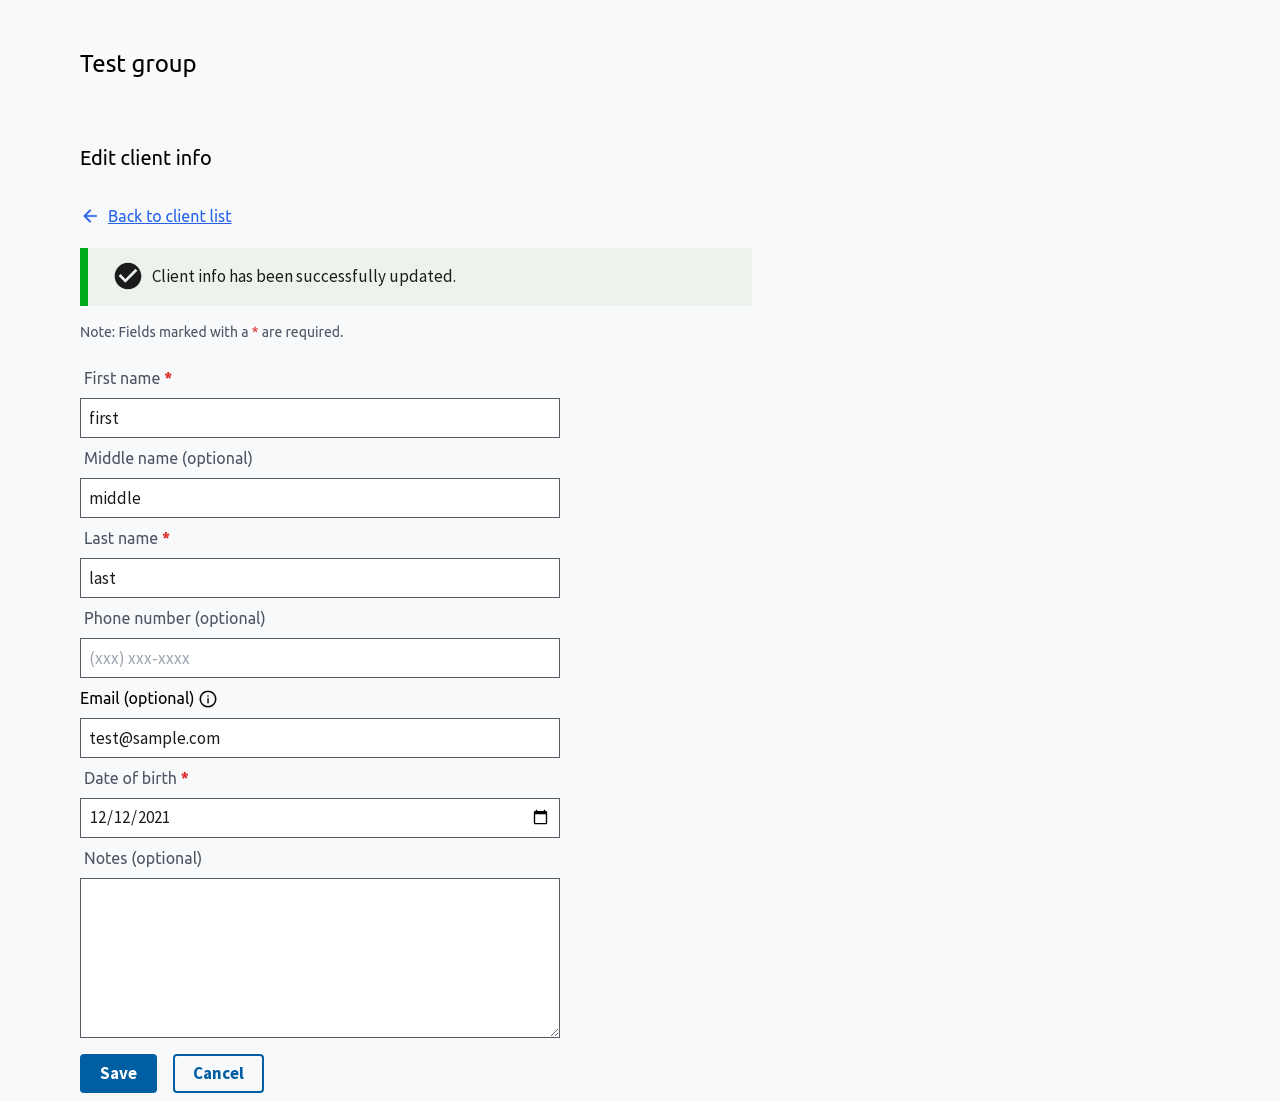 Test group
Edit client info
Back to client list
Client info has been successfully updated.
Note: Fields marked with a * are required.
First name *
first
Middle name (optional)
middle
Last name *
last
Phone number (optional)
(xxx) xxx-xxxx
Email (optional)
test@sample.com
Date of birth *
12/12/2021
Notes (optional)
Save Cancel